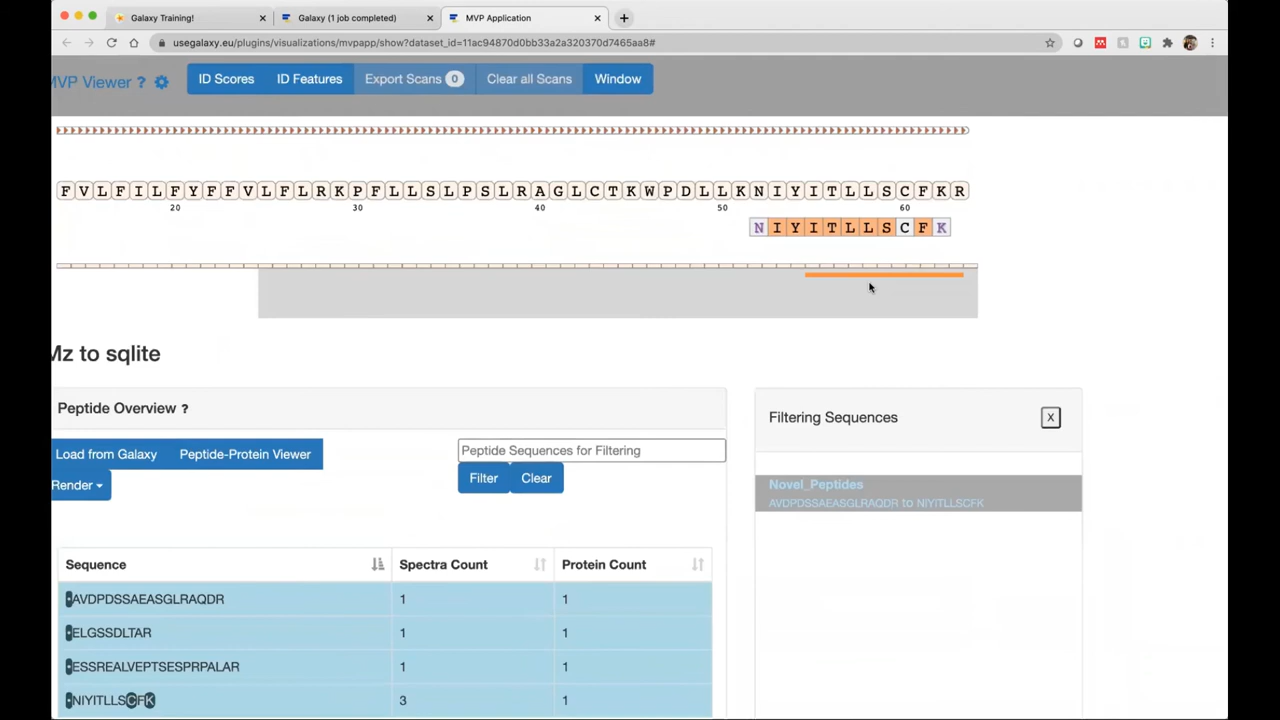 Galaxy Training!
Galaxy (1 job completed)
MVP Application
usegalaxy.eu/plugins/visualizations/mvpapp/show?dataset_id=11ac94870d0bb33a2a320370d7465aa8#
MVP Viewer ?
ID Scores
ID Features
Export Scans 0
Clear all Scans
Window
F V L F I L F Y F F V L F L R K P F L L S L P S L R A G L C T K W P D L L K N I Y I T L L S C F K R
20 30 40 50 60
N I Y I T L L S C F K
Mz to sqlite
Peptide Overview ?
Load from Galaxy
Peptide-Protein Viewer
Render
Peptide Sequences for Filtering
Filter
Clear
Filtering Sequences
X
Novel_Peptides
AVDPDSSAEASGLRAQDR to NIYITLLSCFK
Sequence Spectra Count Protein Count
AVDPDSSAEASGLRAQDR 1 1
ELGSSDLTAR 1 1
ESSREALVEPTSESPRPALAR 1 1
NIYITLLSCFK 3 1